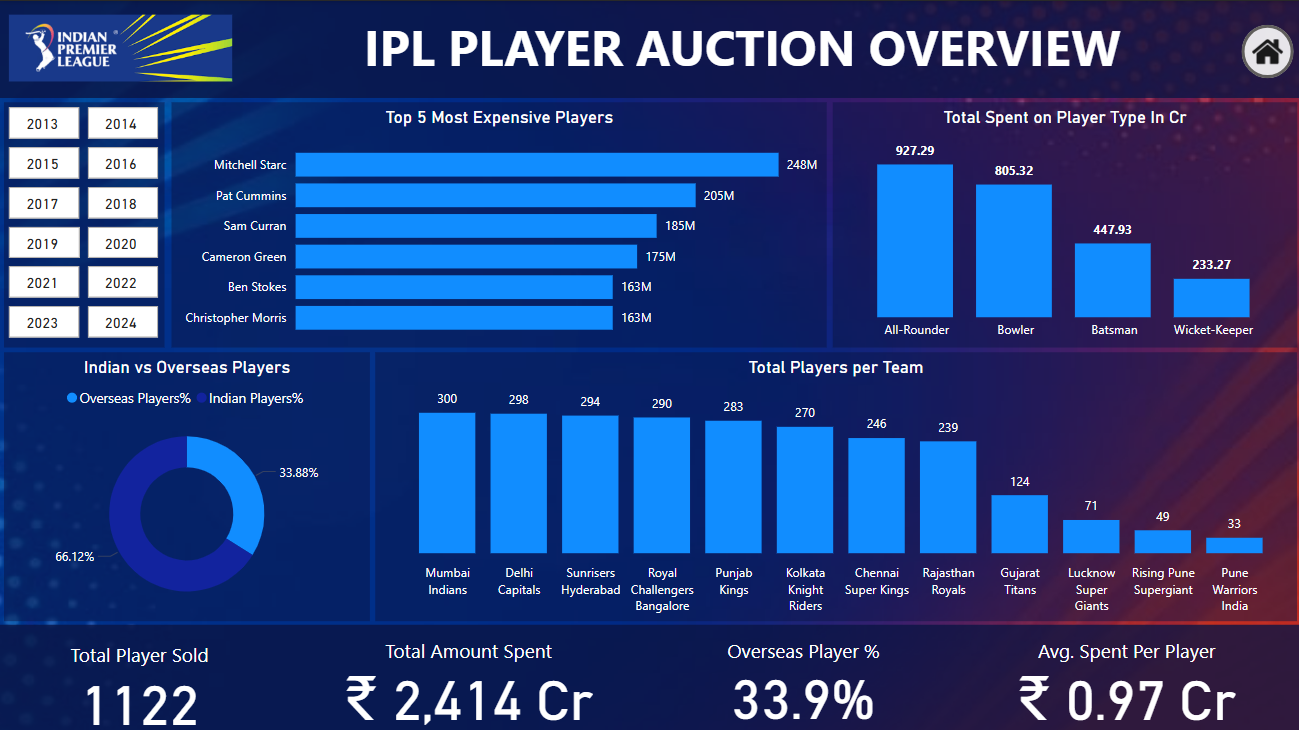 INDIAN
PREMIER
LEAGUE
IPL PLAYER AUCTION OVERVIEW
2013
2014
2015
2016
2017
2018
2019
2020
2021
2022
2023
2024
Top 5 Most Expensive Players
Mitchell Starc 248M
Pat Cummins 205M
Sam Curran 185M
Cameron Green 175M
Ben Stokes 163M
Christopher Morris 163M
Total Spent on Player Type In Cr
927.29
805.32
447.93
233.27
All-Rounder
Bowler
Batsman
Wicket-Keeper
Indian vs Overseas Players
Overseas Players% Indian Players%
33.88%
66.12%
Total Players per Team
300
298
294
290
283
270
246
239
124
71
49
33
Mumbai
Indians
Delhi
Capitals
Sunrisers
Hyderabad
Royal
Challengers
Bangalore
Punjab
Kings
Kolkata
Knight
Riders
Chennai
Super Kings
Rajasthan
Royals
Gujarat
Titans
Lucknow
Super
Giants
Rising Pune
Supergiant
Pune
Warriors
India
Total Player Sold
1122
Total Amount Spent
₹ 2,414 Cr
Overseas Player %
33.9%
Avg. Spent Per Player
₹ 0.97 Cr